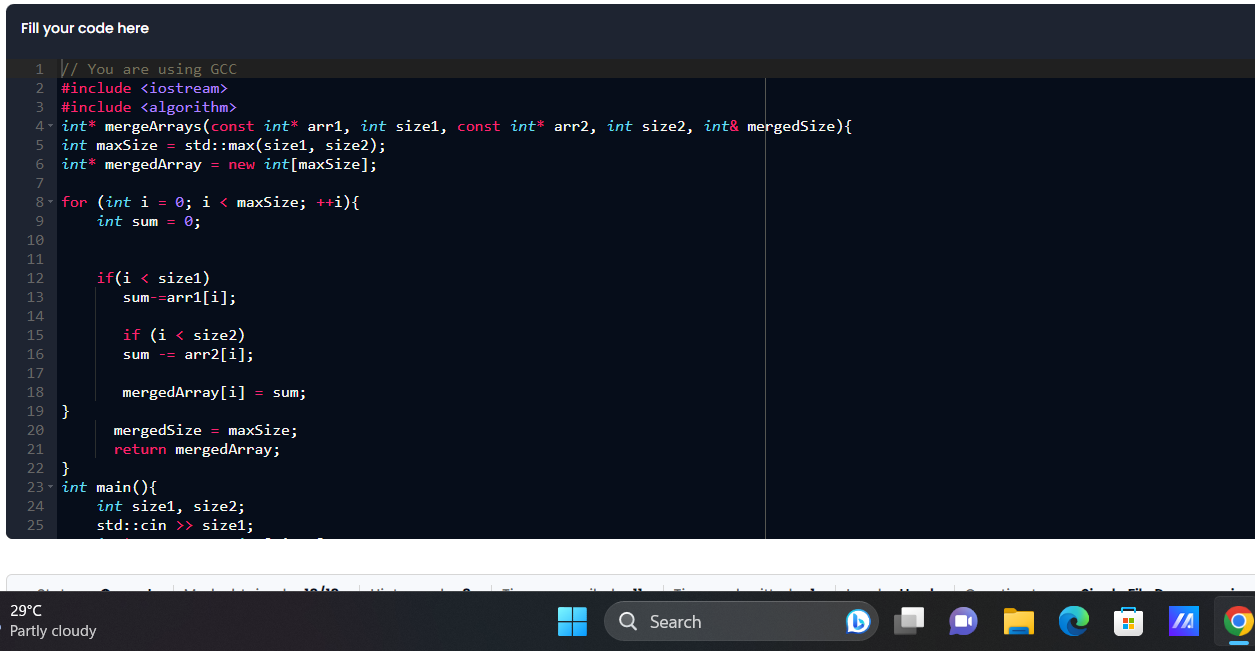 Fill your code here
1 // You are using GCC
2 #include <iostream>
3 #include <algorithm>
4 int* mergeArrays(const int* arr1, int size1, const int* arr2, int size2, int& mergedSize){
5 int maxSize = std::max(size1, size2);
6 int* mergedArray = new int[maxSize];
7
8 for (int i = 0; i < maxSize; ++i){
9 int sum = 0;
10
11
12 if(i < size1)
13 sum-=arr1[i];
14
15 if (i < size2)
16 sum -= arr2[i];
17
18 mergedArray[i] = sum;
19 }
20 mergedSize = maxSize;
21 return mergedArray;
22 }
23 int main(){
24 int size1, size2;
25 std::cin >> size1;
29°C
Partly cloudy
Search